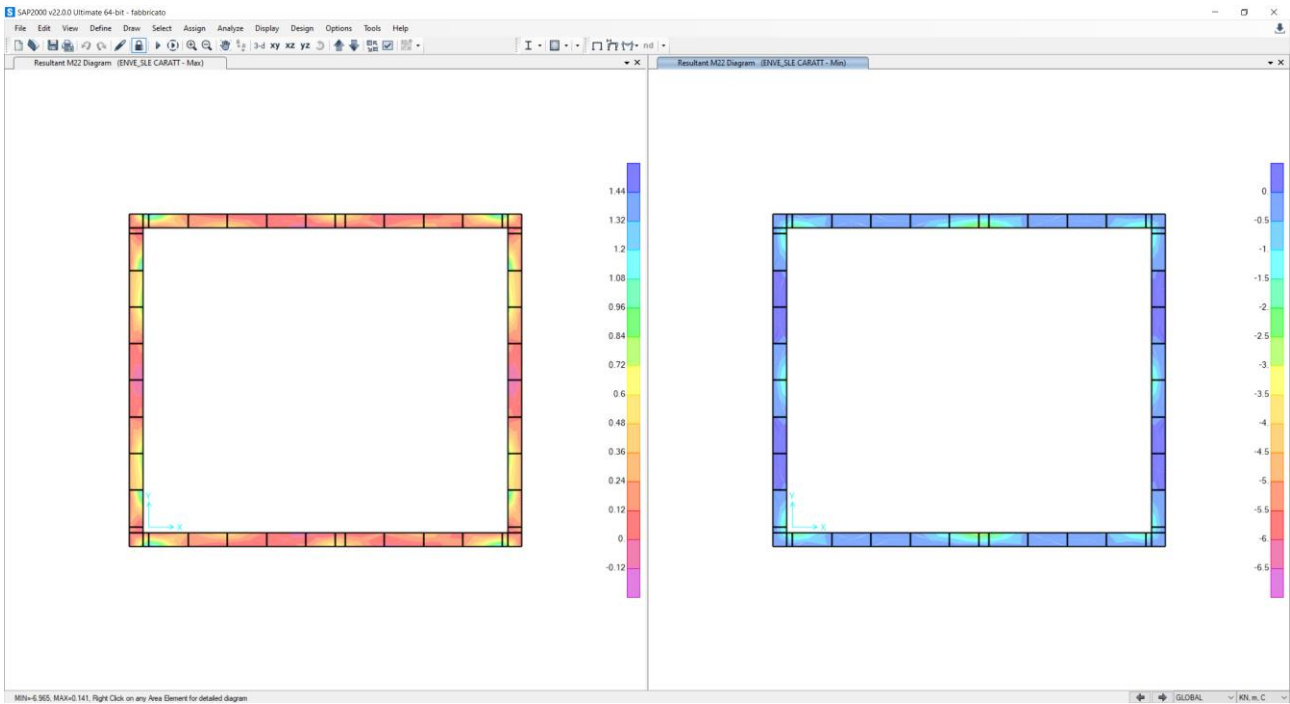 SAP2000 v22.0.0 Ultimate 64-bit - fabbricato
File Edit View Define Draw Select Assign Analyze Display Design Options Tools Help
3-d xy xz yz nd
Resultant M22 Diagram (ENVE_SLE CARATT - Max)
Resultant M22 Diagram (ENVE_SLE CARATT - Min)
1.44
1.32
1.2
1.08
0.96
0.84
0.72
0.6
0.48
0.36
0.24
0.12
0.
-0.12
Y
X
0.
-0.5
-1.
-1.5
-2.
-2.5
-3.
-3.5
-4.
-4.5
-5.
-5.5
-6.
-6.5
Y
X
MIN=-6.965, MAX=0.141, Right Click on any Area Element for detailed diagram
GLOBAL
KN, m, C